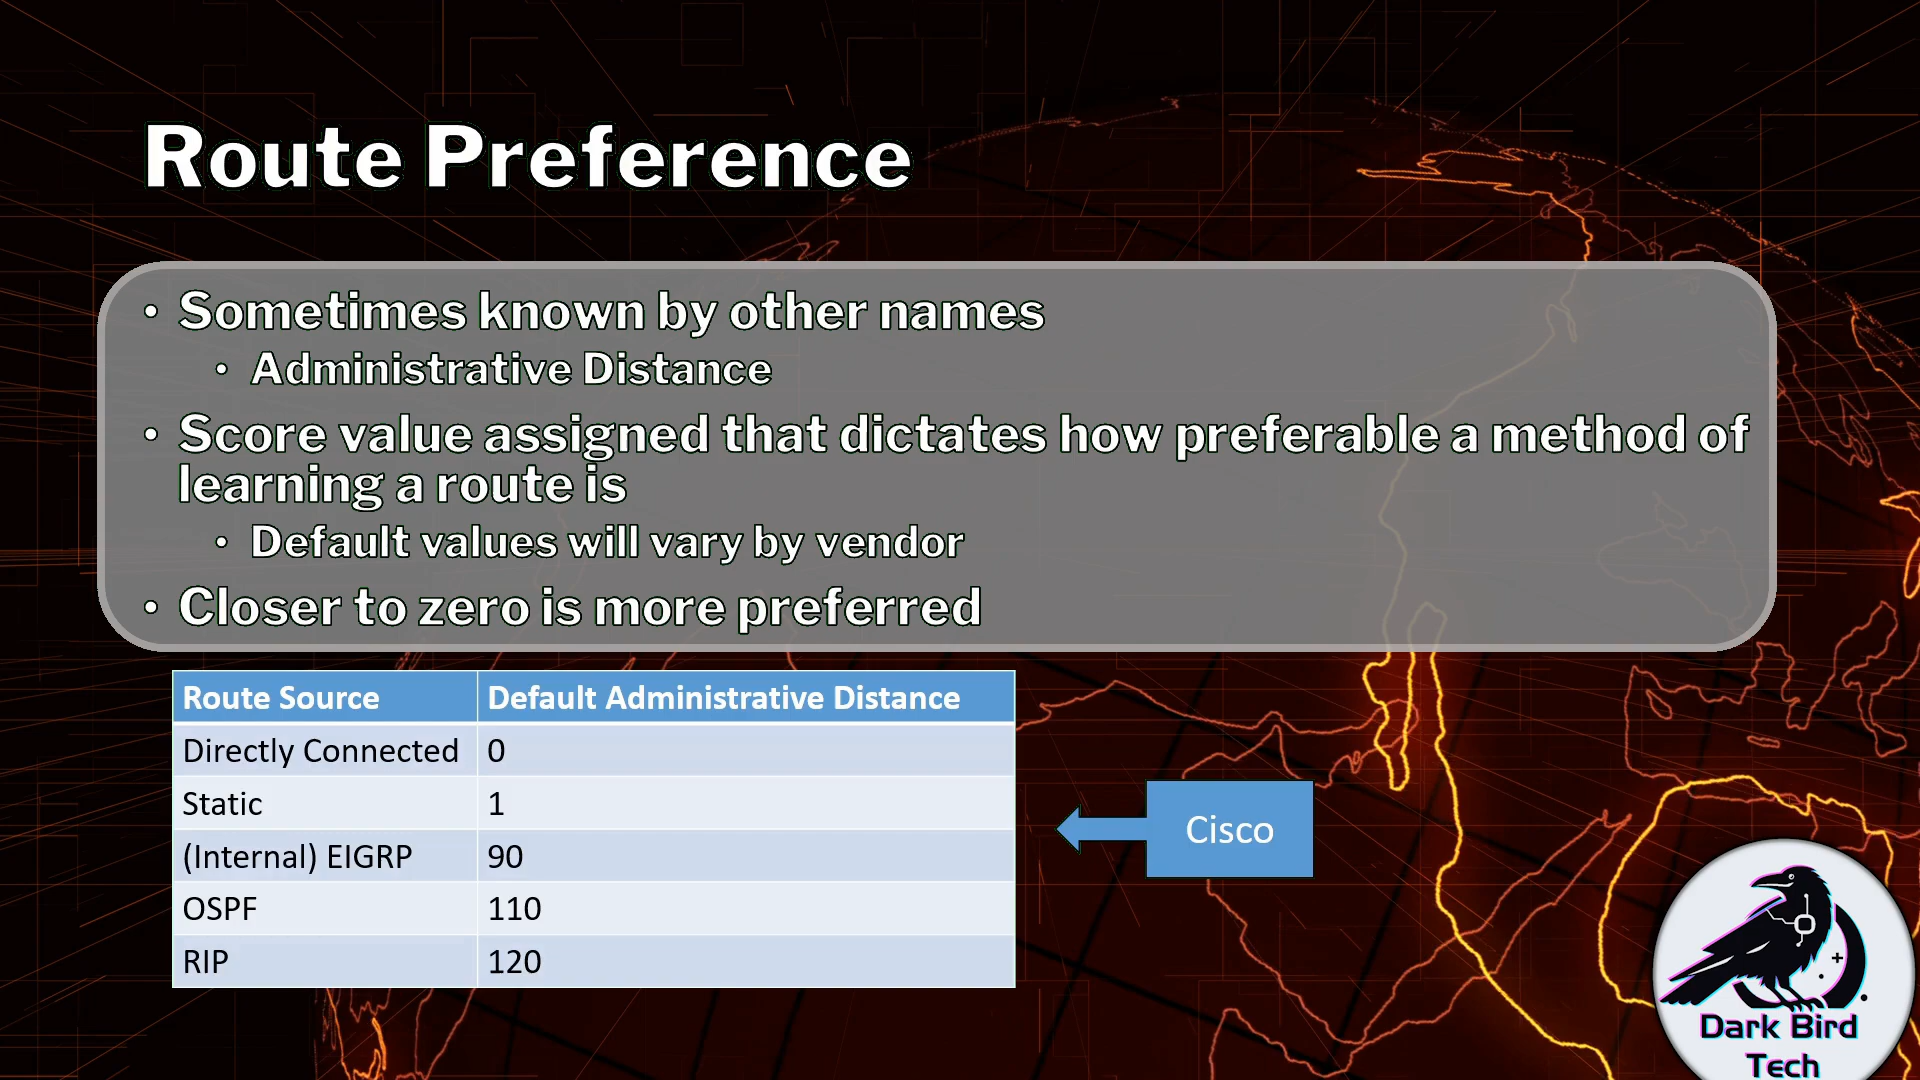 Route Preference
• Sometimes known by other names
• Administrative Distance
• Score value assigned that dictates how preferable a method of
learning a route is
• Default values will vary by vendor
• Closer to zero is more preferred
Route Source Default Administrative Distance
Directly Connected 0
Static 1
(Internal) EIGRP 90
OSPF 110
RIP 120
Cisco
Dark Bird
Tech